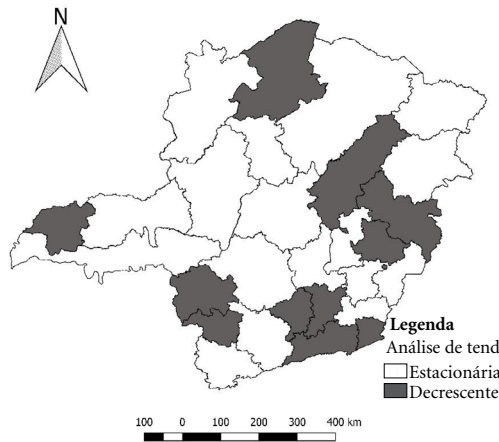 N
Legenda
Análise de tend
Estacionária
Decrescente
100 0 100 200 300 400 km